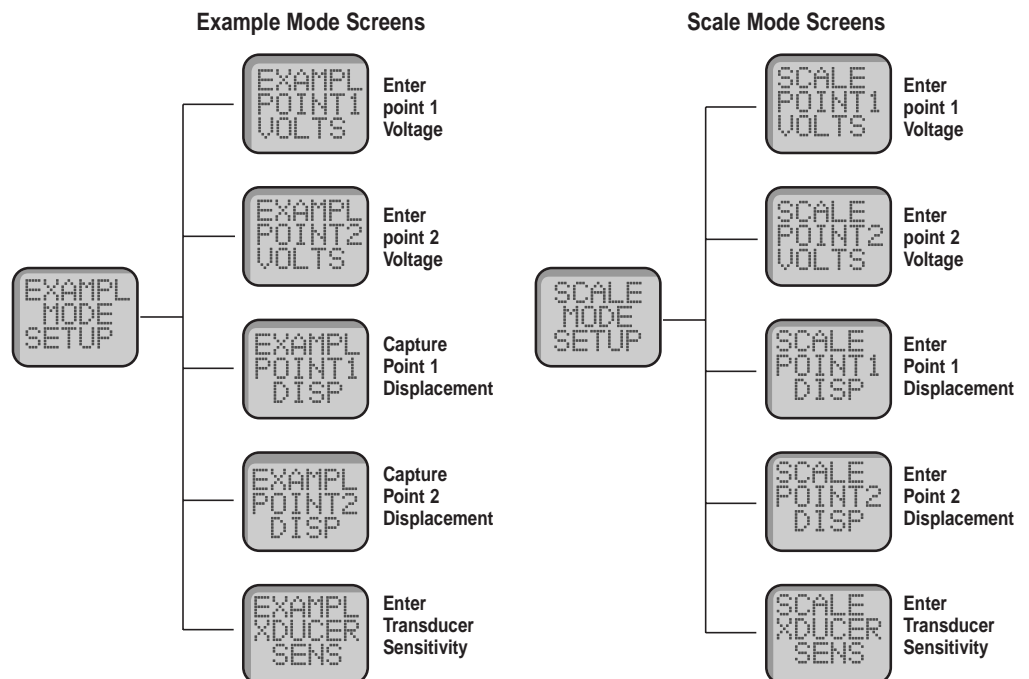 Example Mode Screens
EXAMPL
MODE
SETUP
EXAMPL
POINT1
VOLTS
Enter
point 1
Voltage
EXAMPL
POINT2
VOLTS
Enter
point 2
Voltage
EXAMPL
POINT1
DISP
Capture
Point 1
Displacement
EXAMPL
POINT2
DISP
Capture
Point 2
Displacement
EXAMPL
XDUCER
SENS
Enter
Transducer
Sensitivity
Scale Mode Screens
SCALE
MODE
SETUP
SCALE
POINT1
VOLTS
Enter
point 1
Voltage
SCALE
POINT2
VOLTS
Enter
point 2
Voltage
SCALE
POINT1
DISP
Enter
Point 1
Displacement
SCALE
POINT2
DISP
Enter
Point 2
Displacement
SCALE
XDUCER
SENS
Enter
Transducer
Sensitivity